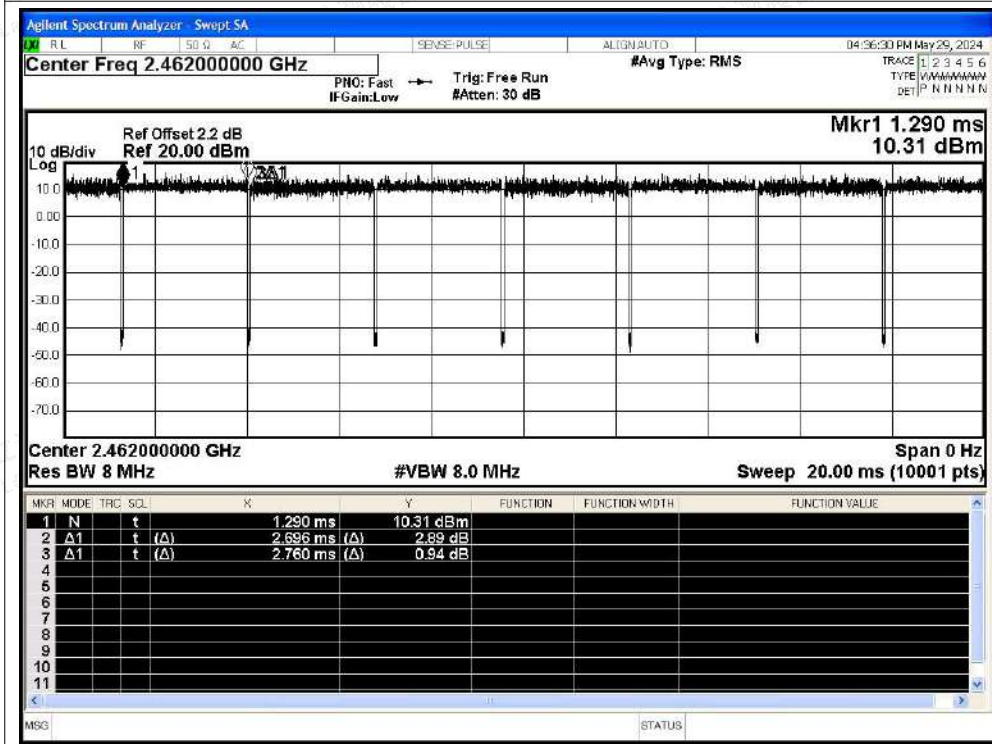 Agilent Spectrum Analyzer - Swept SA
LXI RL RF 50 Ω AC SENSE:PULSE ALIGN AUTO 04:36:30 PM May 29, 2024
Center Freq 2.462000000 GHz #Avg Type: RMS TRACE 1 2 3 4 5 6
PNO: Fast Trig: Free Run TYPE WWWWWW
IFGain:Low #Atten: 30 dB DET P N N N N N
Mkr1 1.290 ms
Ref Offset 2.2 dB
10 dB/div Ref 20.00 dBm 10.31 dBm
Log
1 2Δ1 3Δ1
10.0
0.00
-10.0
-20.0
-30.0
-40.0
-50.0
-60.0
-70.0
Center 2.462000000 GHz Span 0 Hz
Res BW 8 MHz #VBW 8.0 MHz Sweep 20.00 ms (10001 pts)
MKR MODE TRC SCL X Y FUNCTION FUNCTION WIDTH FUNCTION VALUE
1 N t 1.290 ms 10.31 dBm
2 Δ1 t (Δ) 2.696 ms (Δ) 2.89 dB
3 Δ1 t (Δ) 2.760 ms (Δ) 0.94 dB
4
5
6
7
8
9
10
11
MSG STATUS